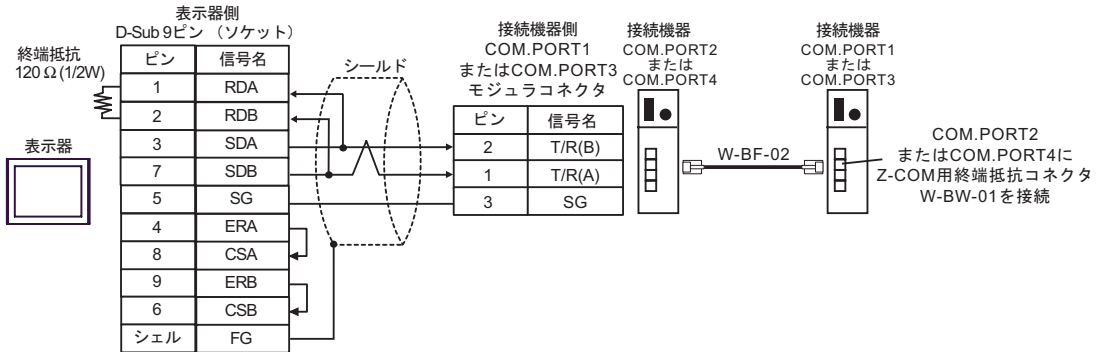 表示器側
D-Sub 9ピン （ソケット）
終端抵抗
120 Ω (1/2W)
表示器
ピン 信号名
1 RDA
2 RDB
3 SDA
7 SDB
5 SG
4 ERA
8 CSA
9 ERB
6 CSB
シェル FG
シールド
接続機器側
COM.PORT1
またはCOM.PORT3
モジュラコネクタ
ピン 信号名
2 T/R(B)
1 T/R(A)
3 SG
接続機器
COM.PORT2
または
COM.PORT4
W-BF-02
接続機器
COM.PORT1
または
COM.PORT3
COM.PORT2
またはCOM.PORT4に
Z-COM用終端抵抗コネクタ
W-BW-01を接続